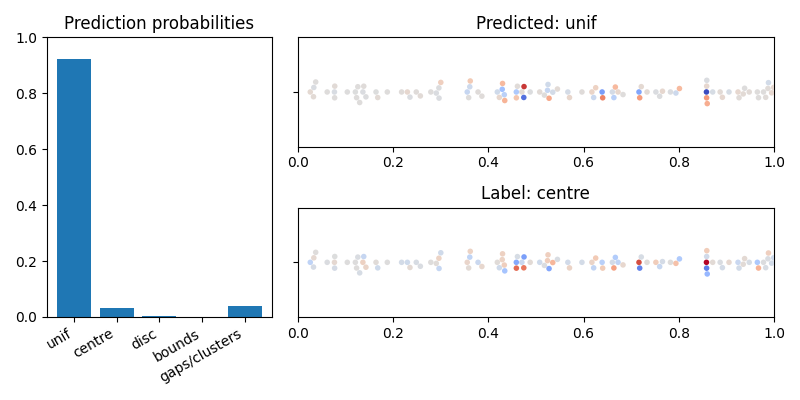 Prediction probabilities
1.0
0.8
0.6
0.4
0.2
0.0
unif
centre
disc
bounds
gaps/clusters
Predicted: unif
0.0 0.2 0.4 0.6 0.8 1.0
Label: centre
0.0 0.2 0.4 0.6 0.8 1.0